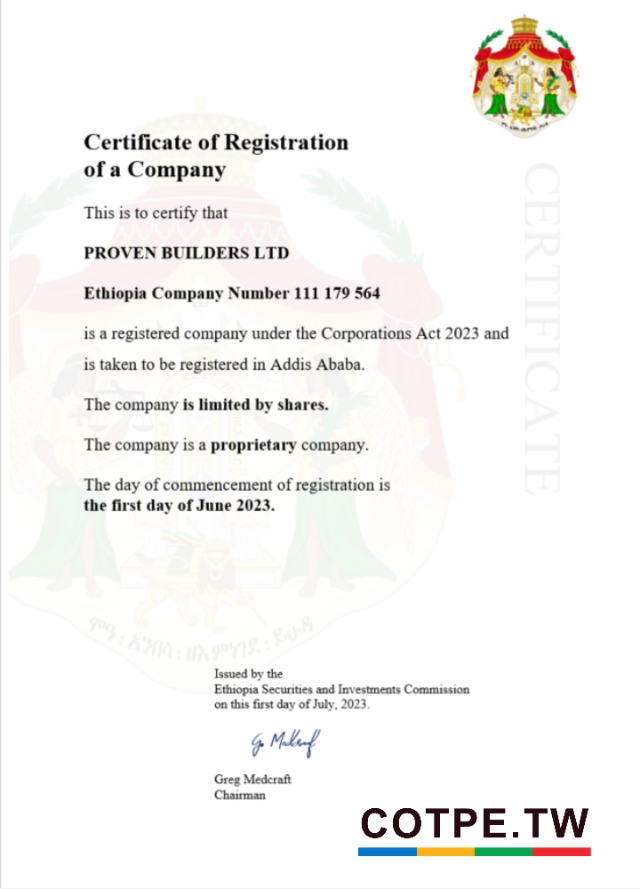 Certificate of Registration
of a Company
This is to certify that
PROVEN BUILDERS LTD
Ethiopia Company Number 111 179 564
is a registered company under the Corporations Act 2023 and
is taken to be registered in Addis Ababa.
The company is limited by shares.
The company is a proprietary company.
The day of commencement of registration is
the first day of June 2023.
CERTIFICATE
ሞዓ : አንበሳ : ዘእምነገደ : ይሁዳ
Issued by the
Ethiopia Securities and Investments Commission
on this first day of July, 2023.
Greg Medcraft
Chairman
COTPE.TW